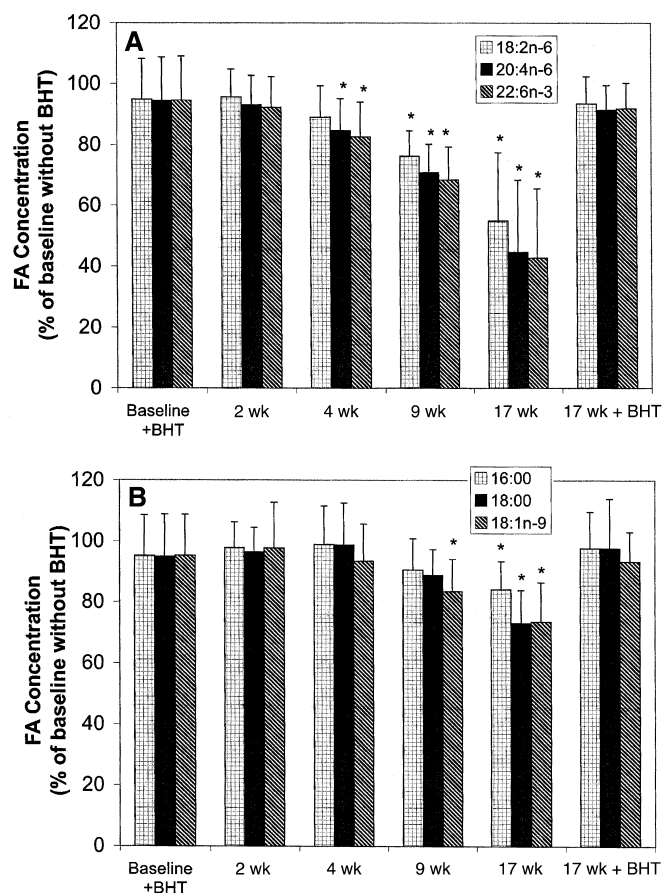 A
120
100
80
60
40
20
0
FA Concentration
(% of baseline without BHT)
18:2n-6
20:4n-6
22:6n-3
* * * * * * * *
Baseline
+BHT
2 wk
4 wk
9 wk
17 wk
17 wk + BHT
B
120
100
80
60
40
20
0
FA Concentration
(% of baseline without BHT)
16:00
18:00
18:1n-9
* * * *
Baseline
+BHT
2 wk
4 wk
9 wk
17 wk
17 wk + BHT